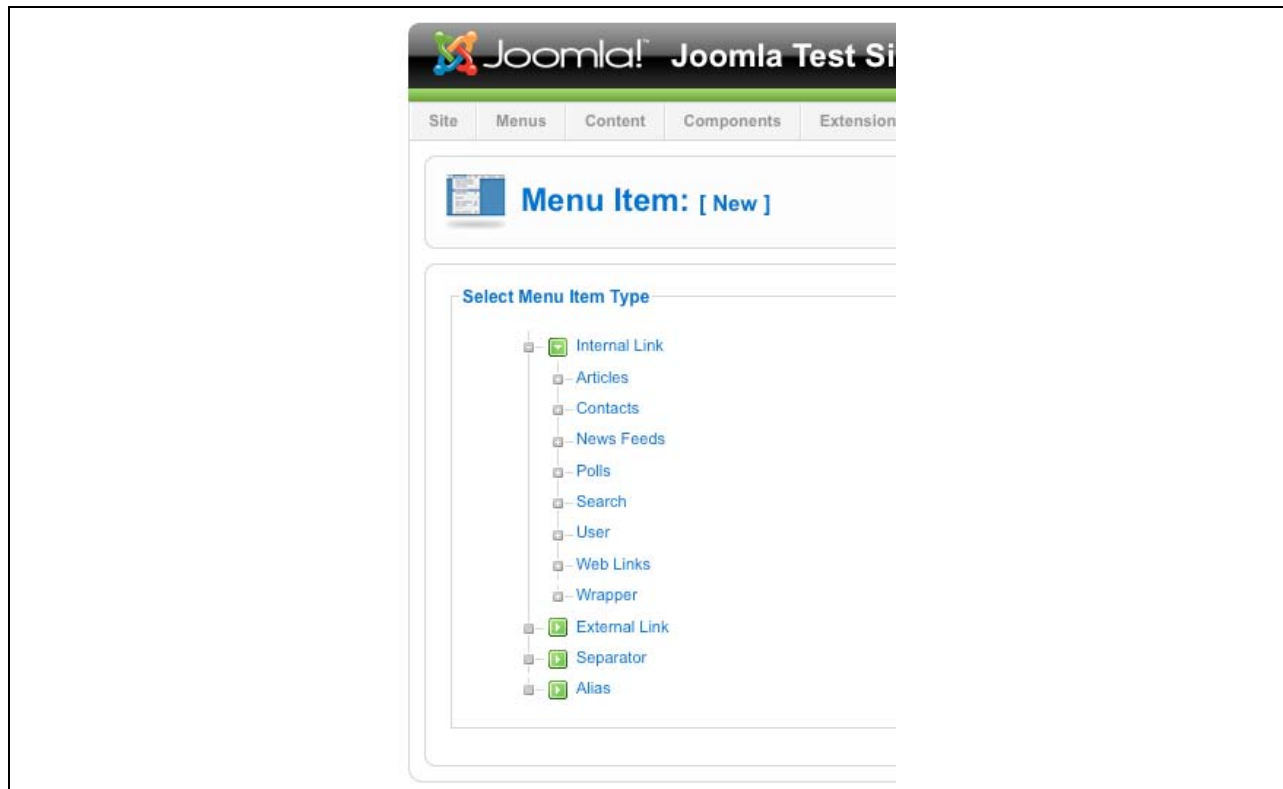 Joomla!™ Joomla Test Si
Site Menus Content Components Extension
Menu Item: [ New ]
Select Menu Item Type
Internal Link
Articles
Contacts
News Feeds
Polls
Search
User
Web Links
Wrapper
External Link
Separator
Alias